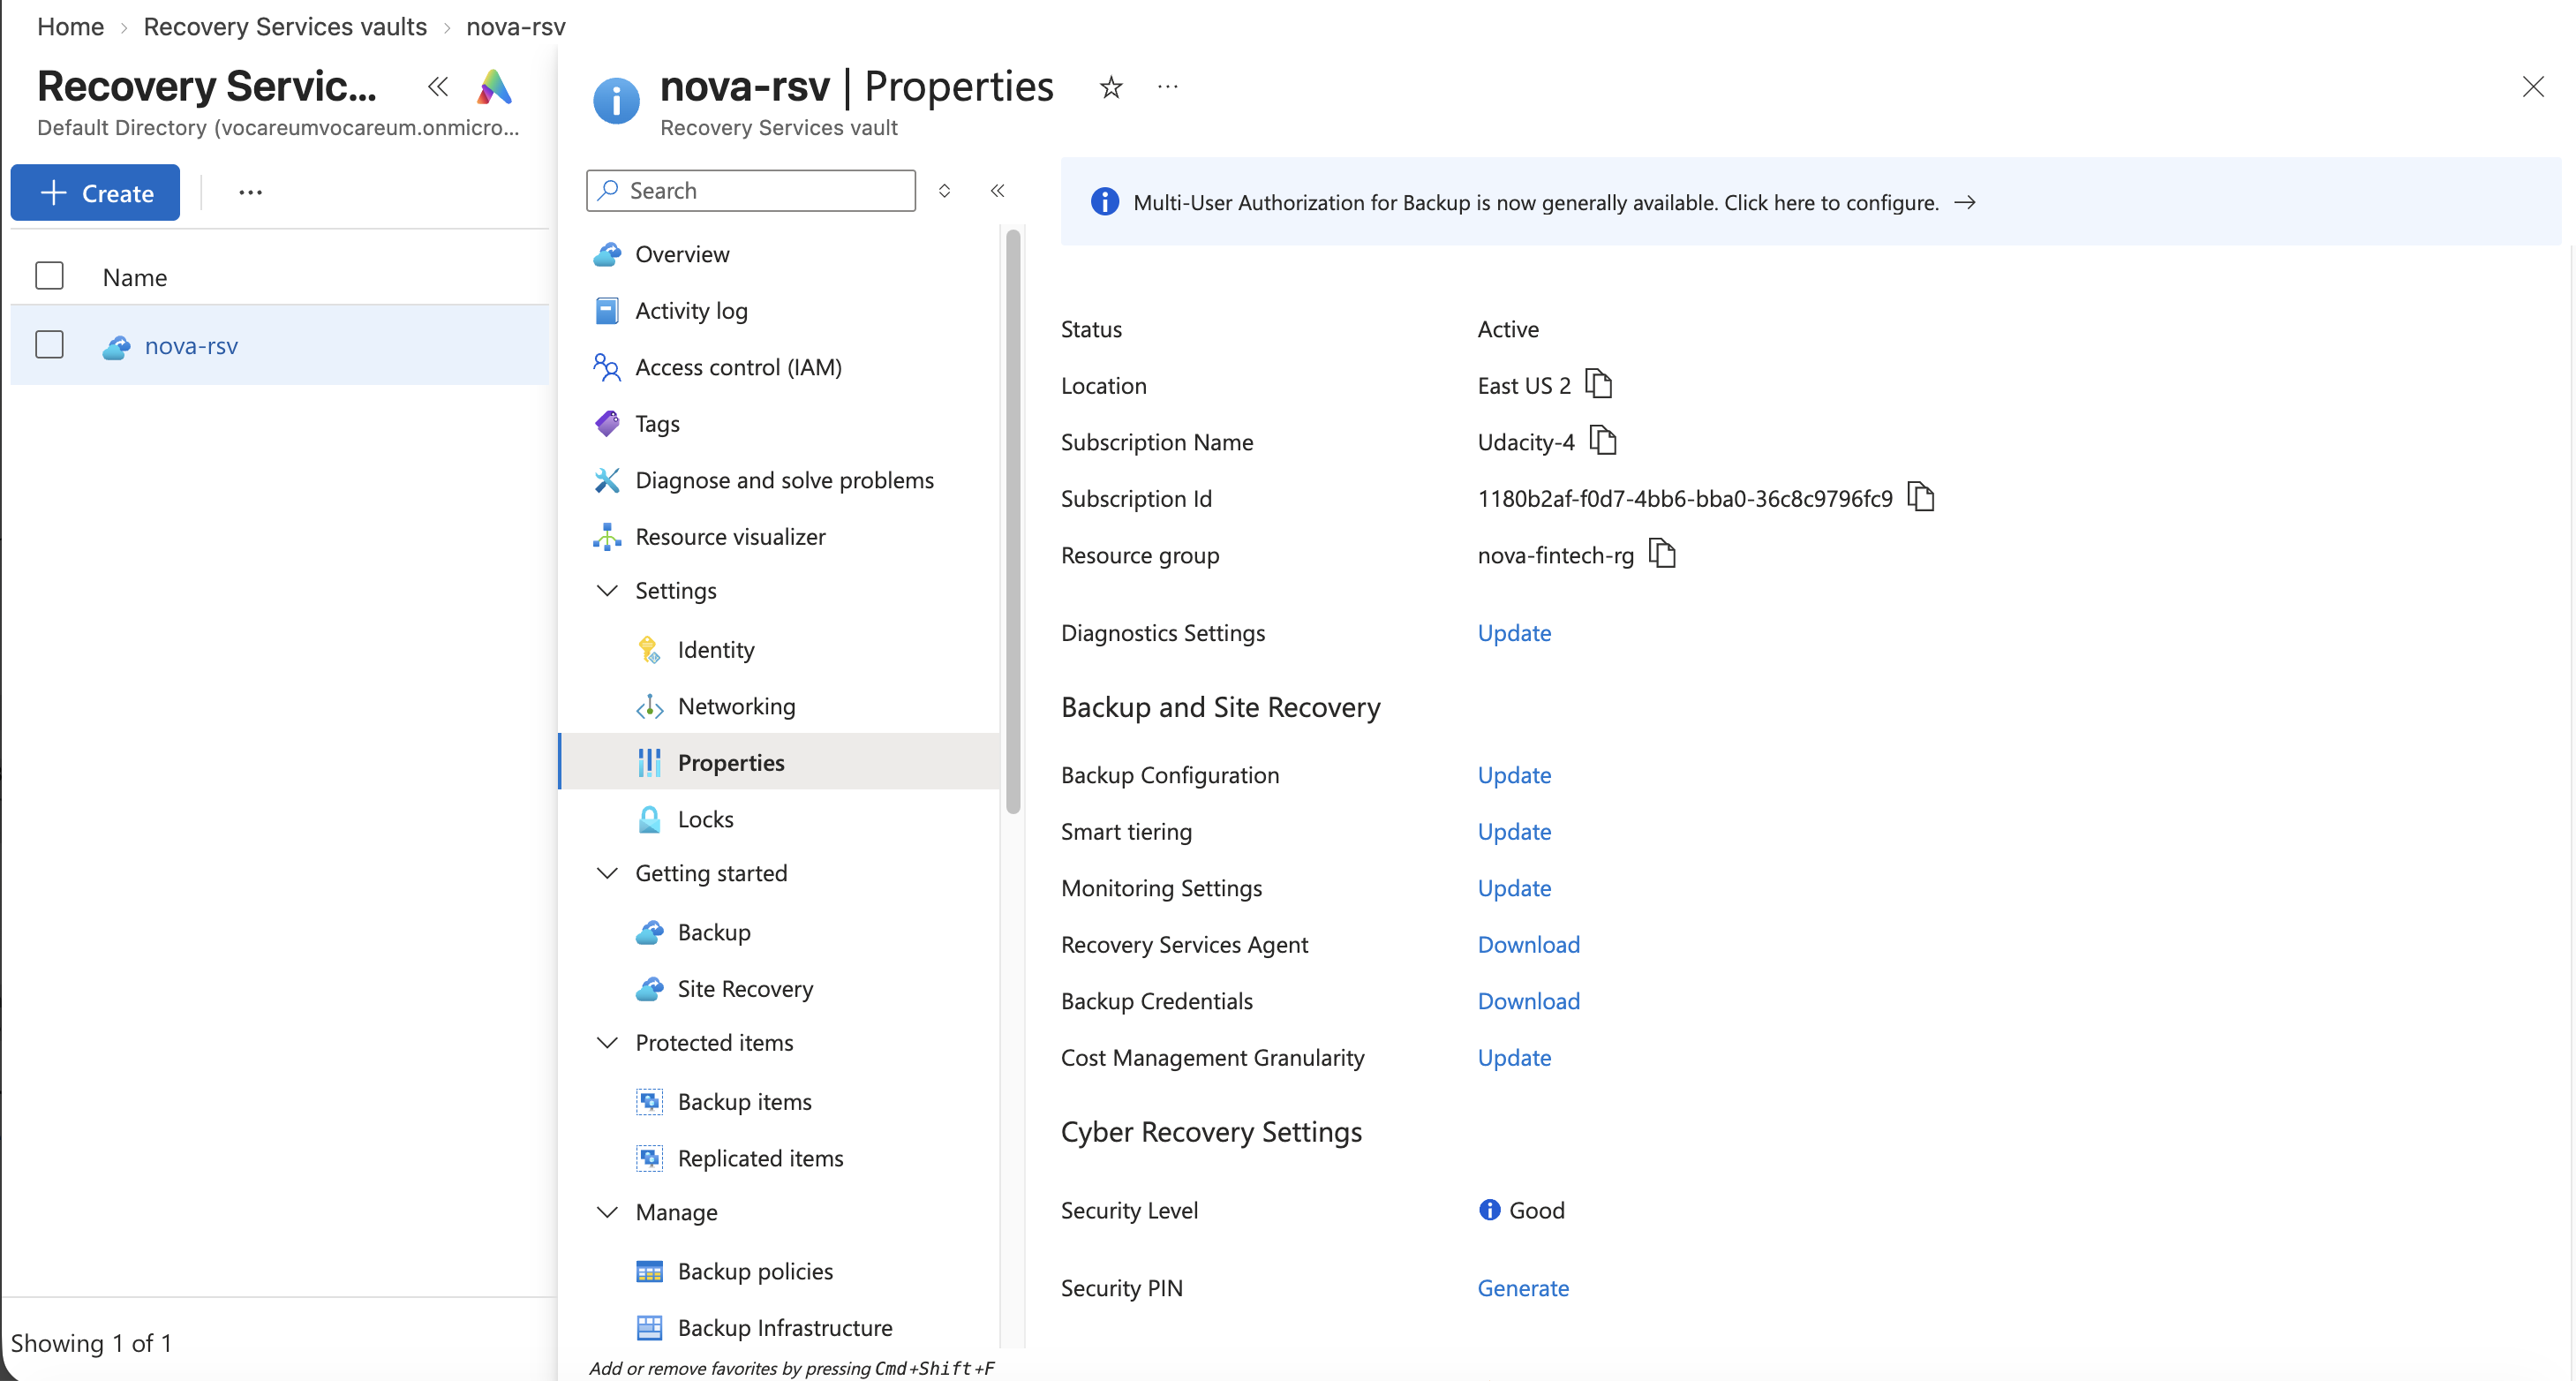 Home > Recovery Services vaults > nova-rsv
Recovery Servic...
Default Directory (vocareumvocareum.onmicro...
+ Create
...
Name
nova-rsv
Showing 1 of 1
nova-rsv | Properties
...
Recovery Services vault
Search
Overview
Activity log
Access control (IAM)
Tags
Diagnose and solve problems
Resource visualizer
Settings
Identity
Networking
Properties
Locks
Getting started
Backup
Site Recovery
Protected items
Backup items
Replicated items
Manage
Backup policies
Backup Infrastructure
Add or remove favorites by pressing Cmd+Shift+F
Multi-User Authorization for Backup is now generally available. Click here to configure. →
Status Active
Location East US 2
Subscription Name Udacity-4
Subscription Id 1180b2af-f0d7-4bb6-bba0-36c8c9796fc9
Resource group nova-fintech-rg
Diagnostics Settings Update
Backup and Site Recovery
Backup Configuration Update
Smart tiering Update
Monitoring Settings Update
Recovery Services Agent Download
Backup Credentials Download
Cost Management Granularity Update
Cyber Recovery Settings
Security Level Good
Security PIN Generate